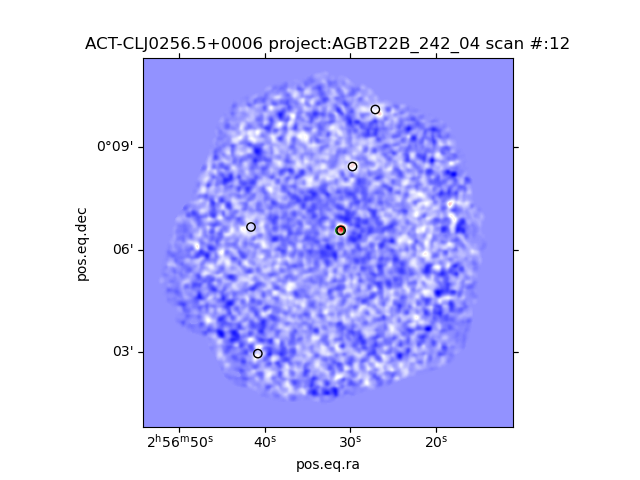 ACT-CLJ0256.5+0006 project:AGBT22B_242_04 scan #:12
0°09'
06'
03'
pos.eq.dec
2ʰ56ᵐ50ˢ 40ˢ 30ˢ 20ˢ
pos.eq.ra